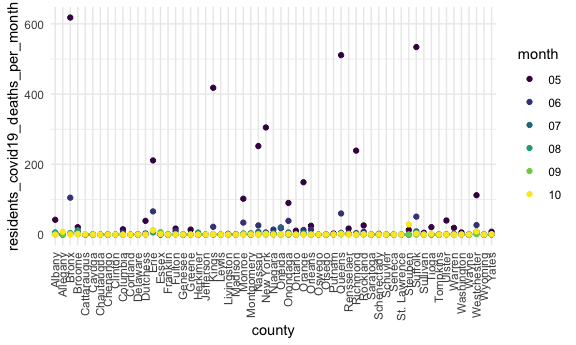 residents_covid19_deaths_per_month
600
400
200
0
Albany
Allegany
Bronx
Broome
Cattaraugus
Cayuga
Chautauqua
Chenango
Clinton
Columbia
Cortland
Delaware
Dutchess
Erie
Essex
Franklin
Fulton
Genesee
Greene
Herkimer
Jefferson
Kings
Lewis
Livingston
Madison
Monroe
Montgomery
Nassau
New York
Niagara
Oneida
Onondaga
Ontario
Orange
Orleans
Oswego
Otsego
Putnam
Queens
Rensselaer
Richmond
Rockland
Saratoga
Schenectady
Schuyler
Seneca
St. Lawrence
Steuben
Suffolk
Sullivan
Tioga
Tompkins
Ulster
Warren
Washington
Wayne
Westchester
Wyoming
Yates
county
month
05
06
07
08
09
10